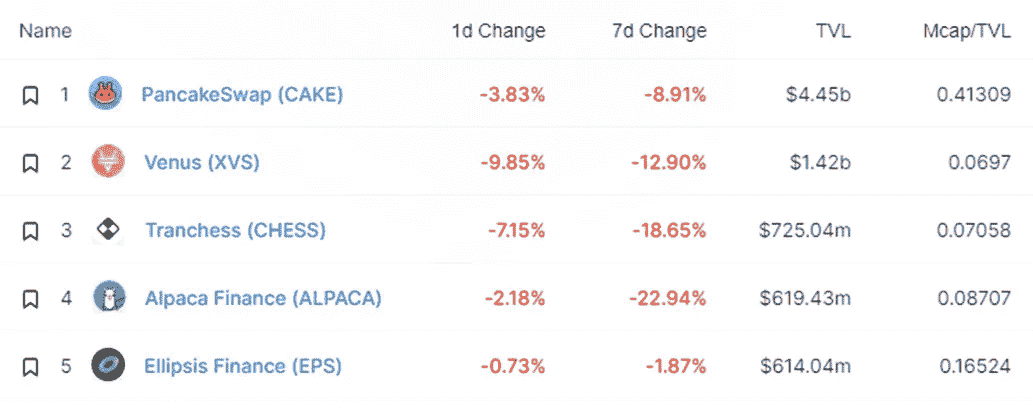 Name 1d Change 7d Change TVL Mcap/TVL
1 PancakeSwap (CAKE) -3.83% -8.91% $4.45b 0.41309
2 Venus (XVS) -9.85% -12.90% $1.42b 0.0697
3 Tranchess (CHESS) -7.15% -18.65% $725.04m 0.07058
4 Alpaca Finance (ALPACA) -2.18% -22.94% $619.43m 0.08707
5 Ellipsis Finance (EPS) -0.73% -1.87% $614.04m 0.16524